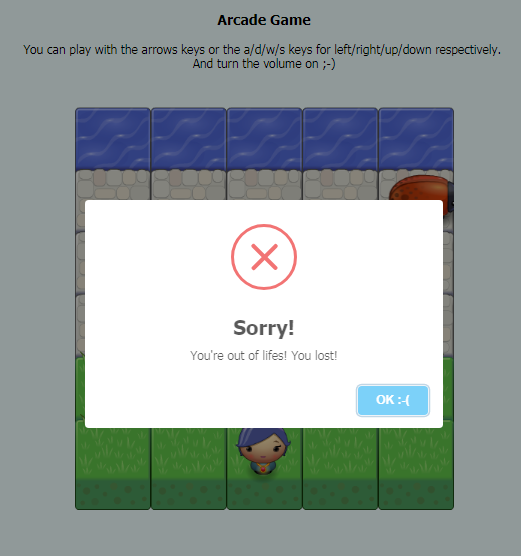 Arcade Game
You can play with the arrows keys or the a/d/w/s keys for left/right/up/down respectively.
And turn the volume on ;-)
Sorry!
You're out of lifes! You lost!
OK :-(